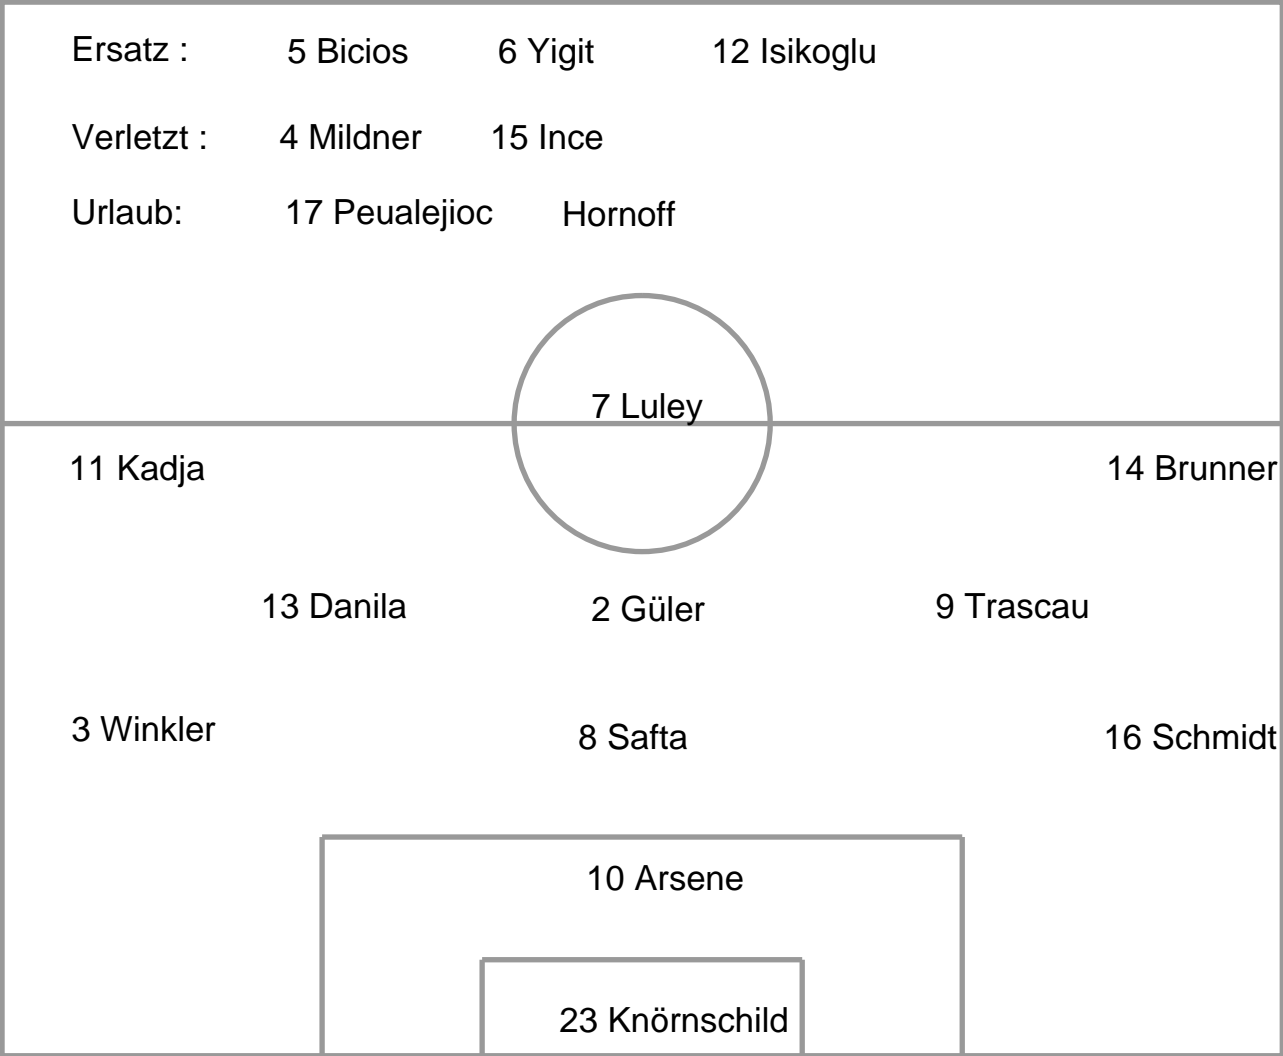 Ersatz : 5 Bicios 6 Yigit 12 Isikoglu
Verletzt : 4 Mildner 15 Ince
Urlaub: 17 Peualejioc Hornoff
7 Luley
11 Kadja 14 Brunner
13 Danila 2 Güler 9 Trascau
3 Winkler 8 Safta 16 Schmidt
10 Arsene
23 Knörnschild